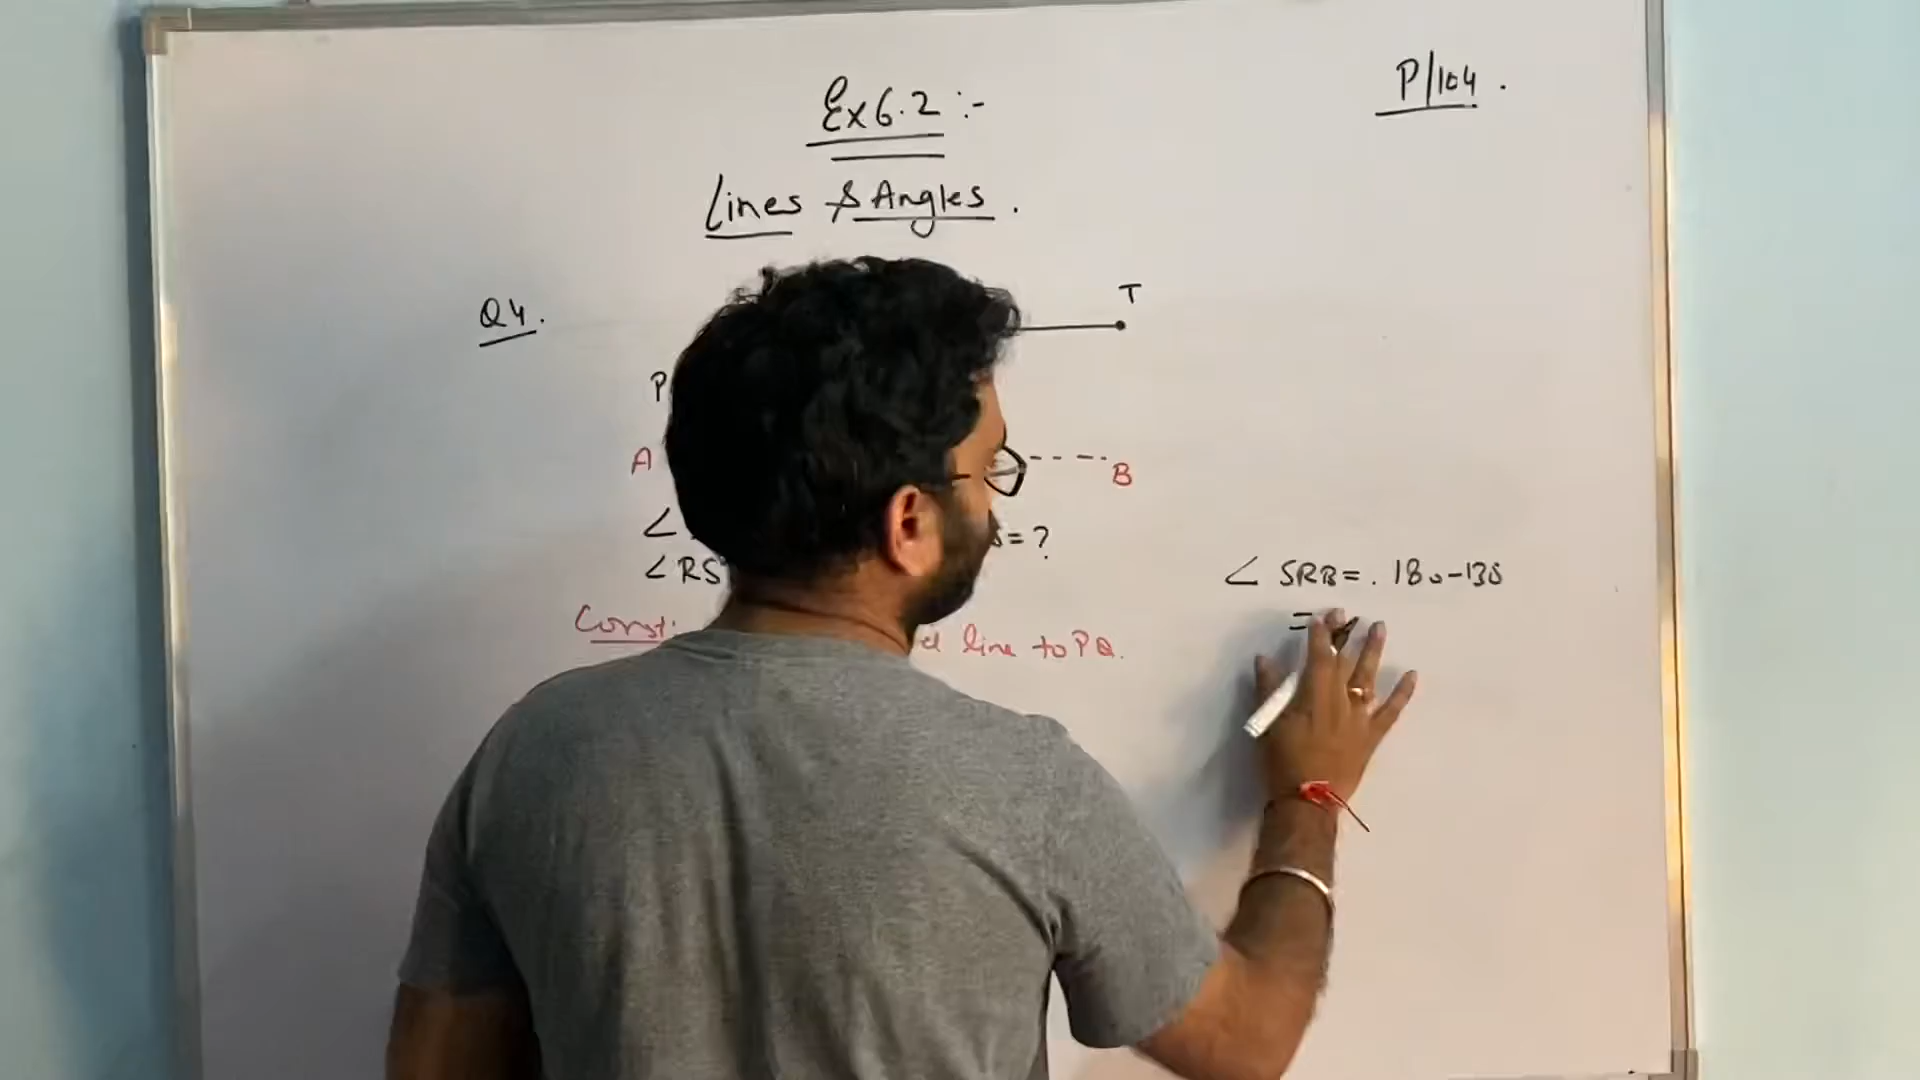 P/104.
Ex 6.2 :-
Lines & Angles.
Q4.
T
P
A
B
∠
=?
∠RS
∠SRB = . 180-130
Const:
line to PQ.
=